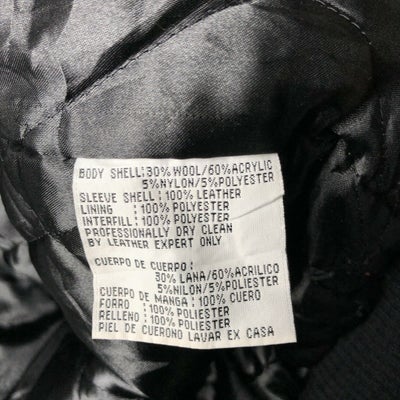 BODY SHELL:30% WOOL/60% ACRYLIC
5% NYLON/5% POLYESTER
SLEEVE SHELL:100% LEATHER
LINING :100% POLYESTER
INTERFILL:100% POLYESTER
PROFESSIONALLY DRY CLEAN
BY LEATHER EXPERT ONLY
CUERPO DE CUERPO:
30% LANA/60% ACRILICO
5% NILON/5% POLIESTER
CUERPO DE MANGA:100% CUERO
FORRO :100% POLIESTER
RELLENO:100% POLIESTER
PIEL DE CUERONO LAVAR EX CASA